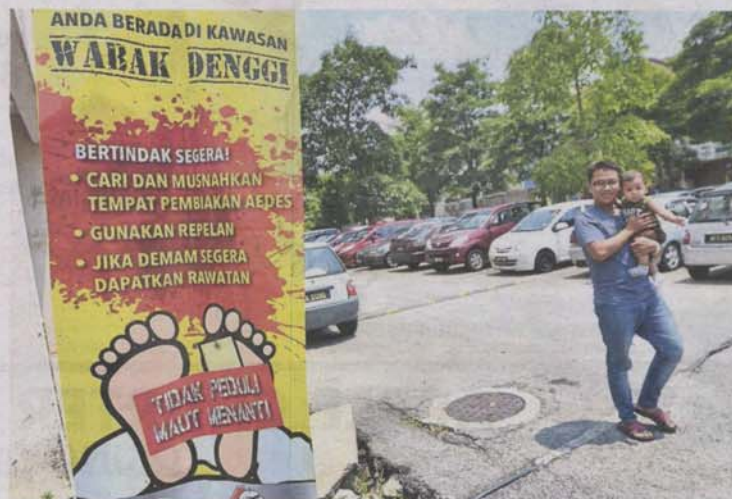 ANDA BERADA DI KAWASAN
WABAK DENGGI
BERTINDAK SEGERA!
• CARI DAN MUSNAHKAN
TEMPAT PEMBIAKAN AEDES
• GUNAKAN REPELAN
• JIKA DEMAM SEGERA
DAPATKAN RAWATAN
TIDAK PEDULI
MAUT MENANTI